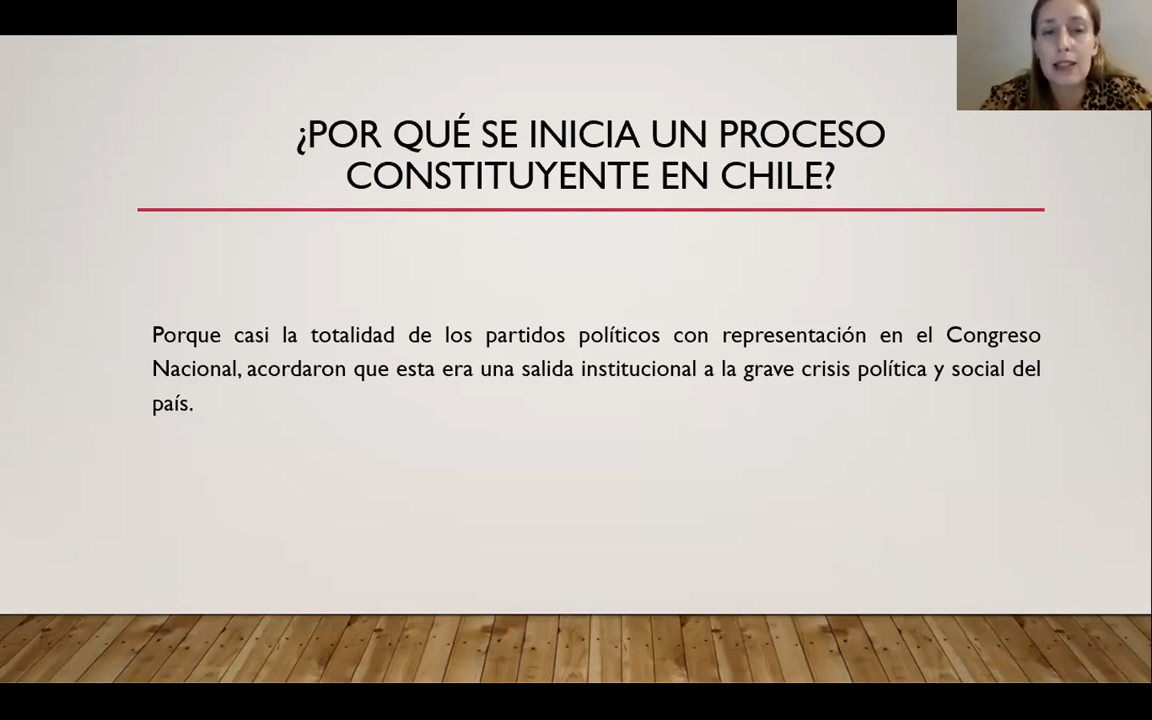 ¿POR QUÉ SE INICIA UN PROCESO
CONSTITUYENTE EN CHILE?
Porque casi la totalidad de los partidos políticos con representación en el Congreso
Nacional, acordaron que esta era una salida institucional a la grave crisis política y social del
país.